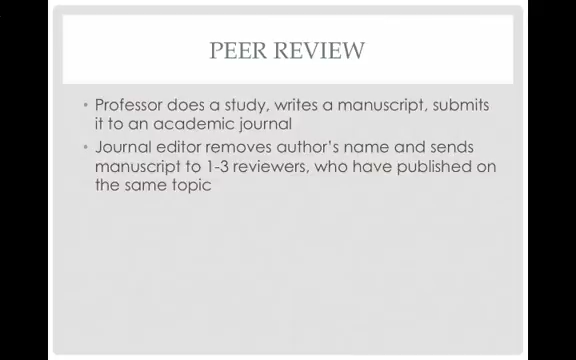 PEER REVIEW
• Professor does a study, writes a manuscript, submits
it to an academic journal
• Journal editor removes author's name and sends
manuscript to 1-3 reviewers, who have published on
the same topic